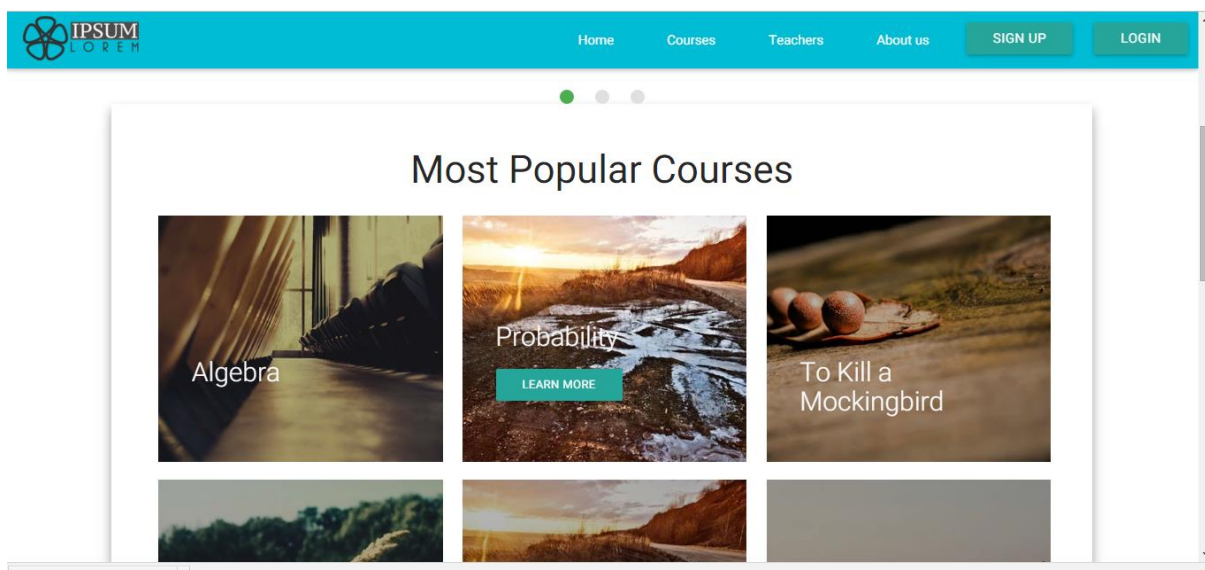 IPSUM
LOREM
Home Courses Teachers About us SIGN UP LOGIN
Most Popular Courses
Algebra
Probability
LEARN MORE
To Kill a
Mockingbird